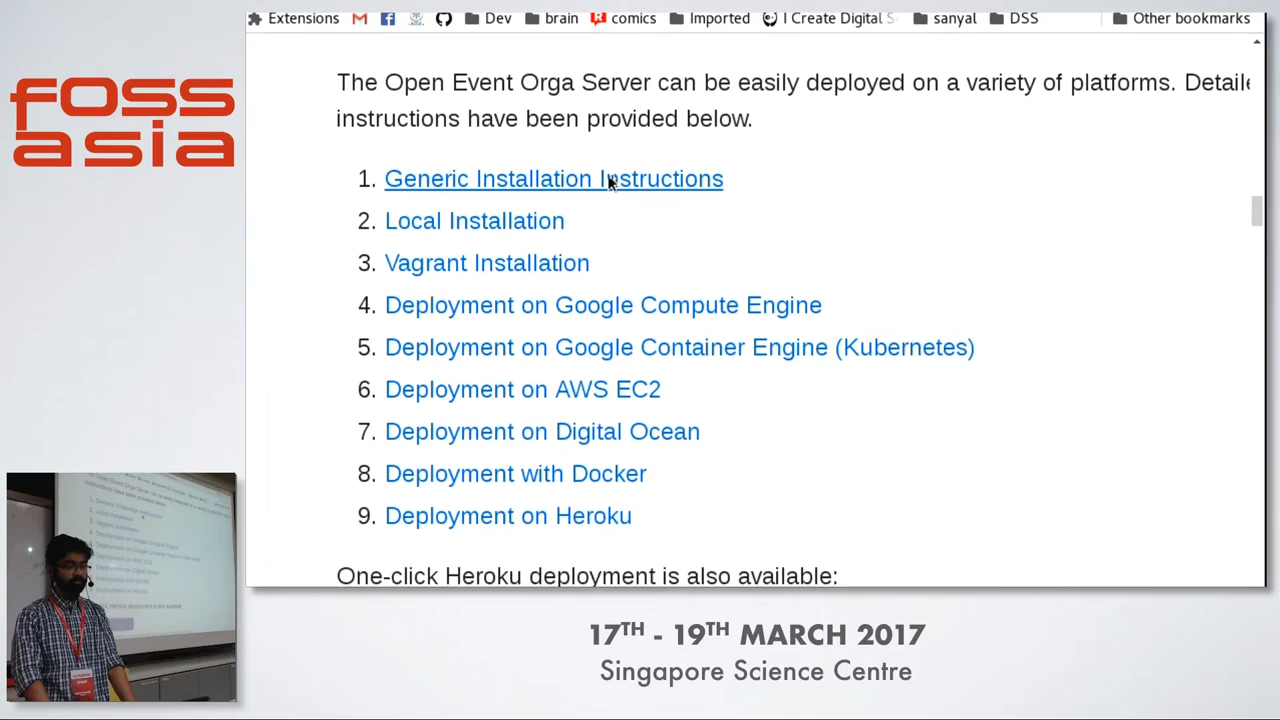 Extensions Dev brain comics Imported I Create Digital S sanyal DSS Other bookmarks
foss
asia
The Open Event Orga Server can be easily deployed on a variety of platforms. Detaile
instructions have been provided below.
1. Generic Installation Instructions
2. Local Installation
3. Vagrant Installation
4. Deployment on Google Compute Engine
5. Deployment on Google Container Engine (Kubernetes)
6. Deployment on AWS EC2
7. Deployment on Digital Ocean
8. Deployment with Docker
9. Deployment on Heroku
One-click Heroku deployment is also available:
17TH - 19TH MARCH 2017
Singapore Science Centre